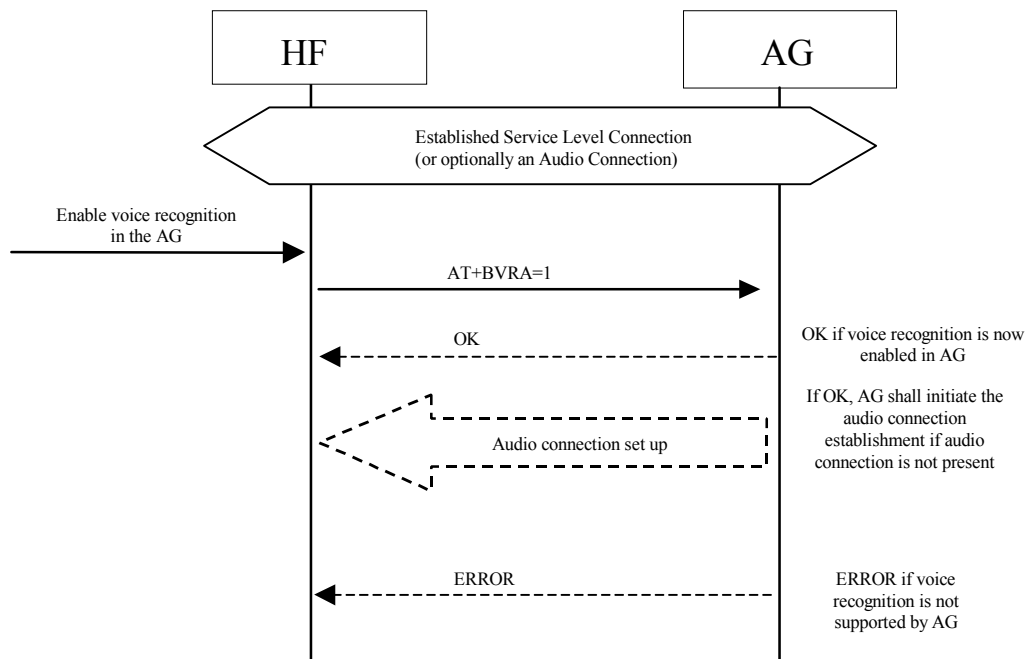 HF
AG
Established Service Level Connection
(or optionally an Audio Connection)
Enable voice recognition
in the AG
AT+BVRA=1
OK
OK if voice recognition is now
enabled in AG
If OK, AG shall initiate the
audio connection
establishment if audio
connection is not present
Audio connection set up
ERROR
ERROR if voice
recognition is not
supported by AG